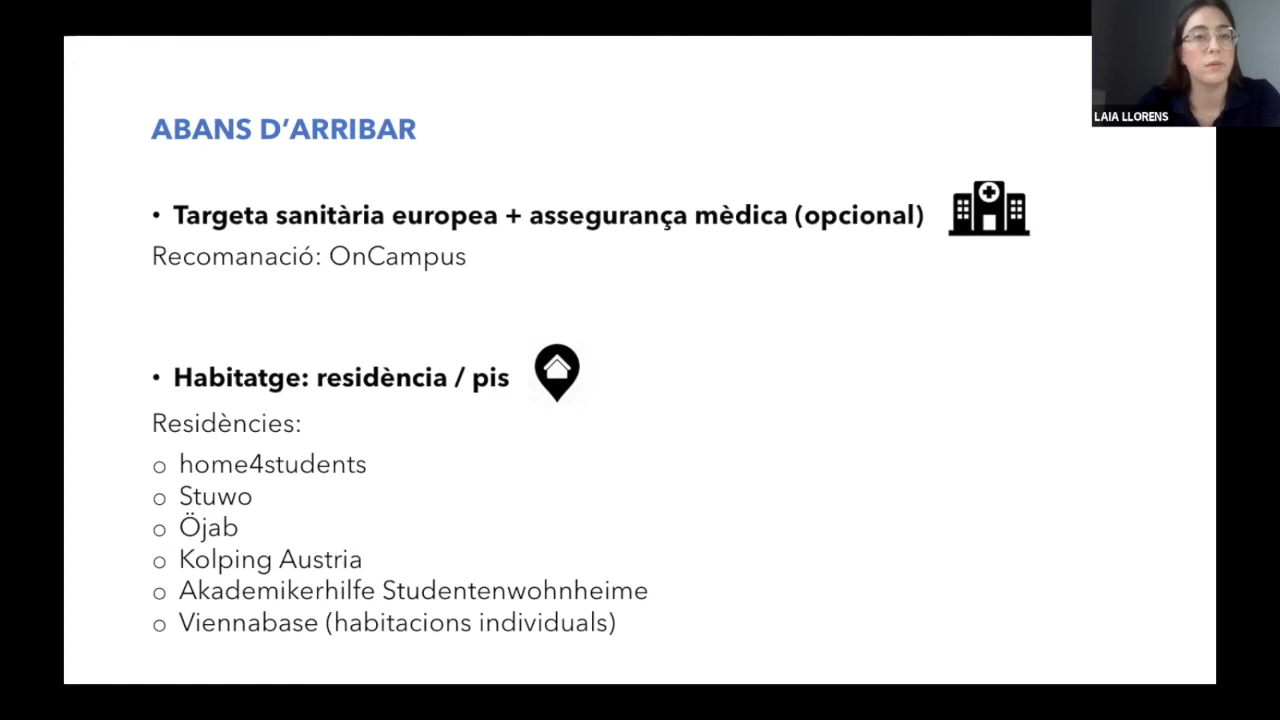 LAIA LLORENS
ABANS D’ARRIBAR
• Targeta sanitària europea + assegurança mèdica (opcional)
Recomanació: OnCampus
• Habitatge: residència / pis
Residències:
o home4students
o Stuwo
o Öjab
o Kolping Austria
o Akademikerhilfe Studentenwohnheime
o Viennabase (habitacions individuals)